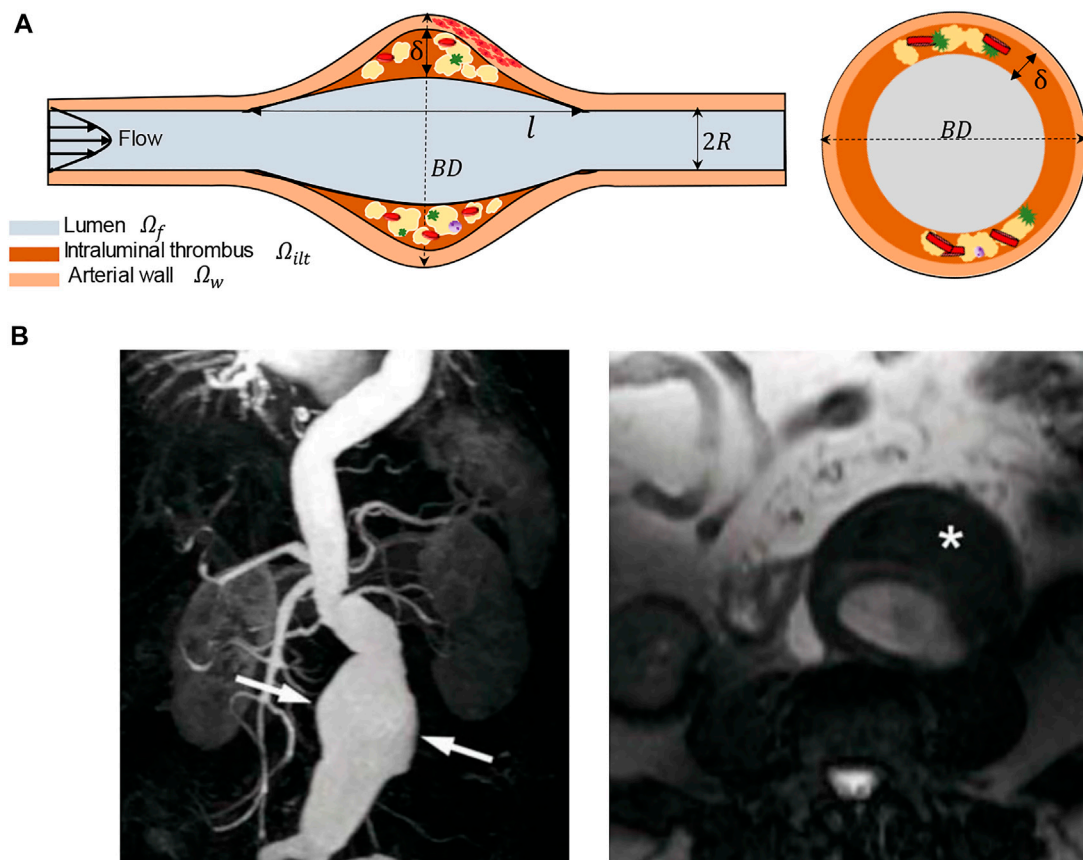 A
δ
l
2R
Flow
BD
BD
δ
Lumen Ω_f
Intraluminal thrombus Ω_ilt
Arterial wall Ω_w
B
*